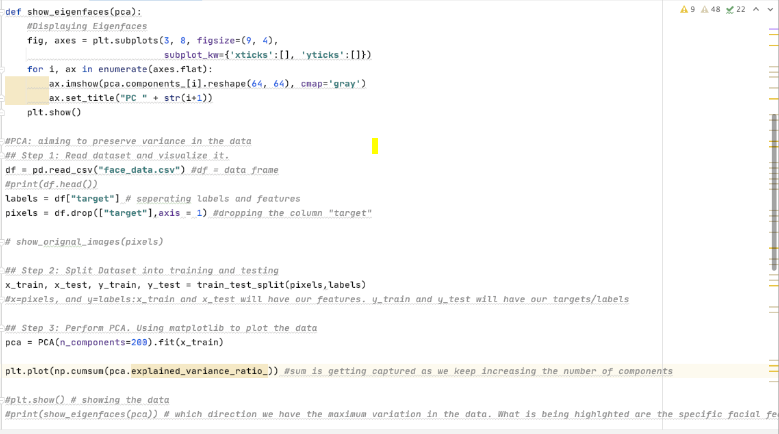 def show_eigenfaces(pca):
9 48 22
#Displaying Eigenfaces
fig, axes = plt.subplots(3, 8, figsize=(9, 4),
subplot_kw={'xticks':[], 'yticks':[]})
for i, ax in enumerate(axes.flat):
ax.imshow(pca.components_[i].reshape(64, 64), cmap='gray')
ax.set_title("PC " + str(i+1))
plt.show()
#PCA: aiming to preserve variance in the data
## Step 1: Read dataset and visualize it.
df = pd.read_csv("face_data.csv") #df = data frame
#print(df.head())
labels = df["target"] # seperating labels and features
pixels = df.drop(["target"],axis = 1) #dropping the column "target"
# show_orignal_images(pixels)
## Step 2: Split Dataset into training and testing
x_train, x_test, y_train, y_test = train_test_split(pixels,labels)
#x=pixels, and y=labels:x_train and x_test will have our features. y_train and y_test will have our targets/labels
## Step 3: Perform PCA. Using matplotlib to plot the data
pca = PCA(n_components=200).fit(x_train)
plt.plot(np.cumsum(pca.explained_variance_ratio_)) #sum is getting captured as we keep increasing the number of components
#plt.show() # showing the data
#print(show_eigenfaces(pca)) # which direction we have the maximum variation in the data. What is being highlghted are the specific facial fe